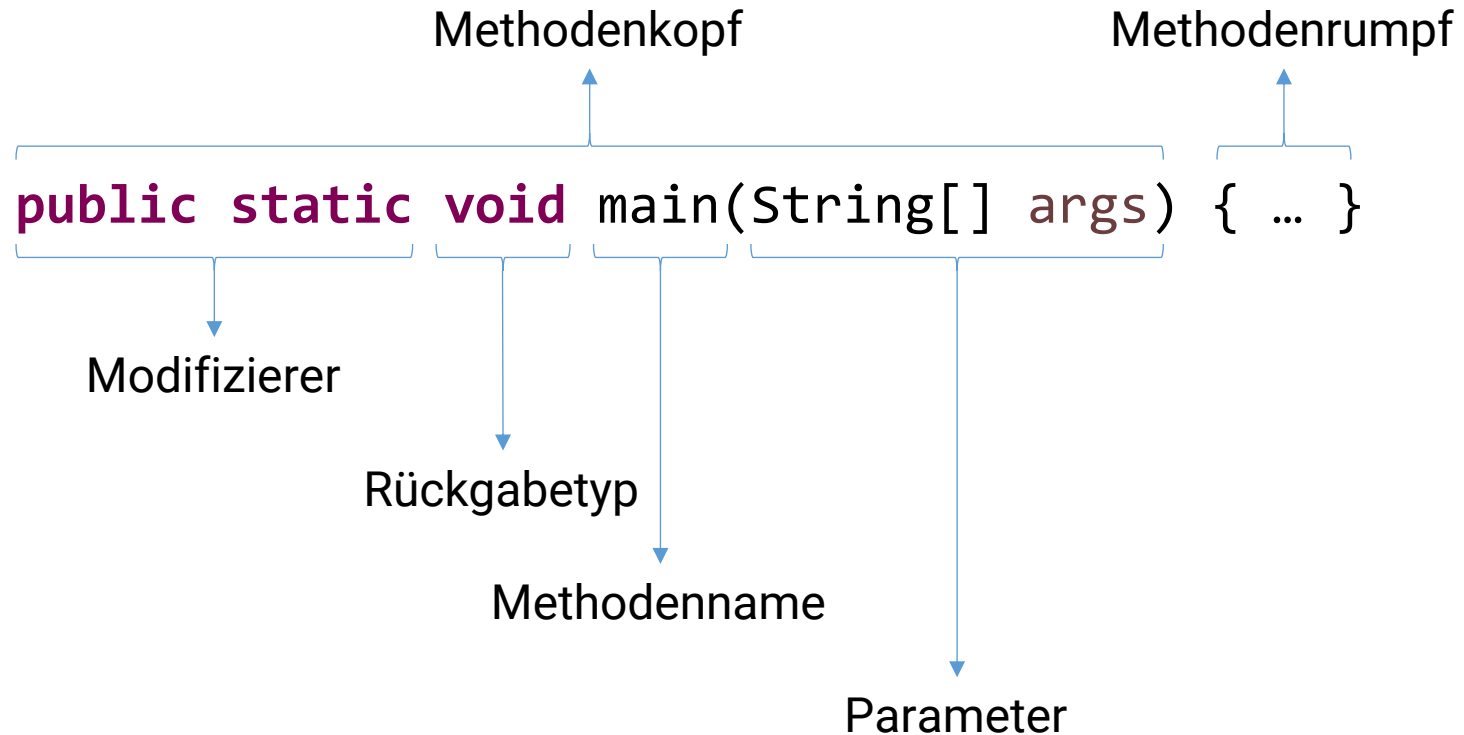 Methodenkopf Methodenrumpf
public static void main(String[] args) { … }
Modifizierer
Rückgabetyp
Methodenname
Parameter